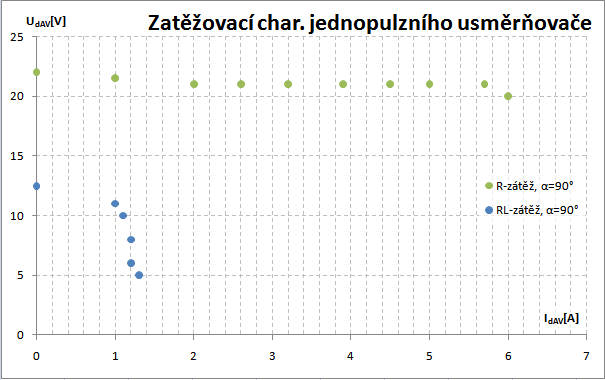 Zatěžovací char. jednopulzního usměrňovače
UdAV[V]
25
20
15
10
5
0
R-zátěž, α=90°
RL-zátěž, α=90°
IdAV[A]
0 1 2 3 4 5 6 7